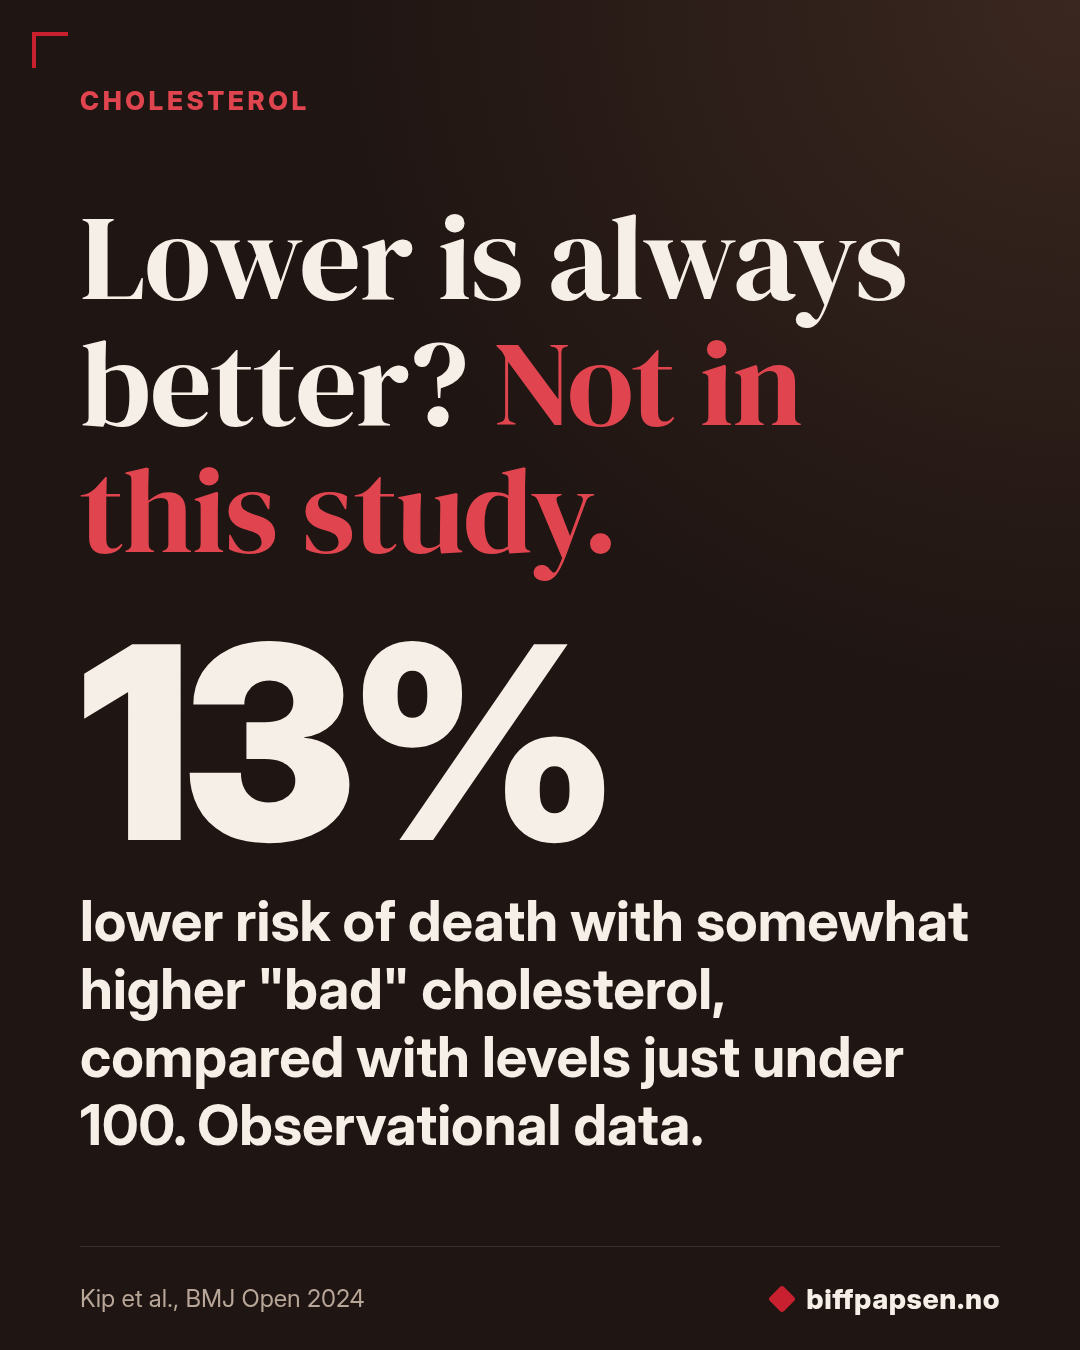 CHOLESTEROL
Lower is always
better? Not in
this study.
13%
lower risk of death with somewhat
higher "bad" cholesterol,
compared with levels just under
100. Observational data.
Kip et al., BMJ Open 2024
biffpapsen.no